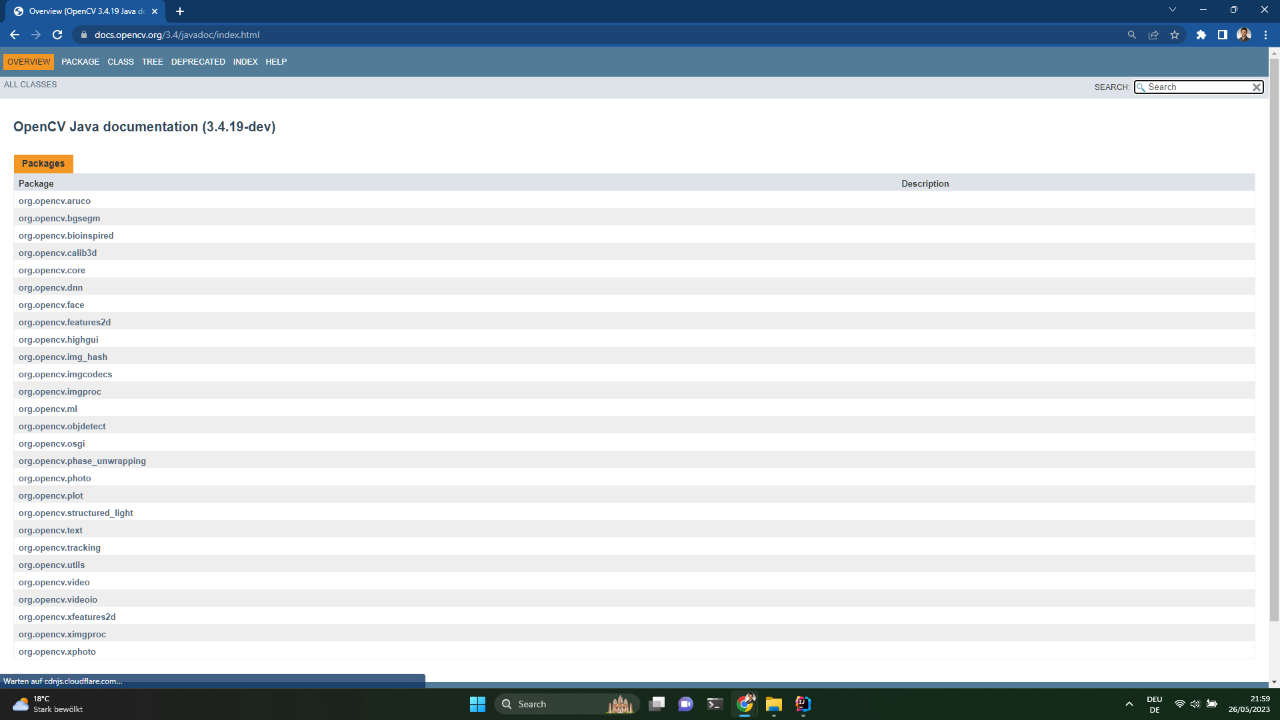 Overview (OpenCV 3.4.19 Java do
docs.opencv.org/3.4/javadoc/index.html
OVERVIEW PACKAGE CLASS TREE DEPRECATED INDEX HELP
ALL CLASSES
SEARCH: Search
OpenCV Java documentation (3.4.19-dev)
Packages
Package Description
org.opencv.aruco
org.opencv.bgsegm
org.opencv.bioinspired
org.opencv.calib3d
org.opencv.core
org.opencv.dnn
org.opencv.face
org.opencv.features2d
org.opencv.highgui
org.opencv.img_hash
org.opencv.imgcodecs
org.opencv.imgproc
org.opencv.ml
org.opencv.objdetect
org.opencv.osgi
org.opencv.phase_unwrapping
org.opencv.photo
org.opencv.plot
org.opencv.structured_light
org.opencv.text
org.opencv.tracking
org.opencv.utils
org.opencv.video
org.opencv.videoio
org.opencv.xfeatures2d
org.opencv.ximgproc
org.opencv.xphoto
Warten auf cdnjs.cloudflare.com...
18°C
Stark bewölkt
Search
DEU
DE
21:59
26/05/2023